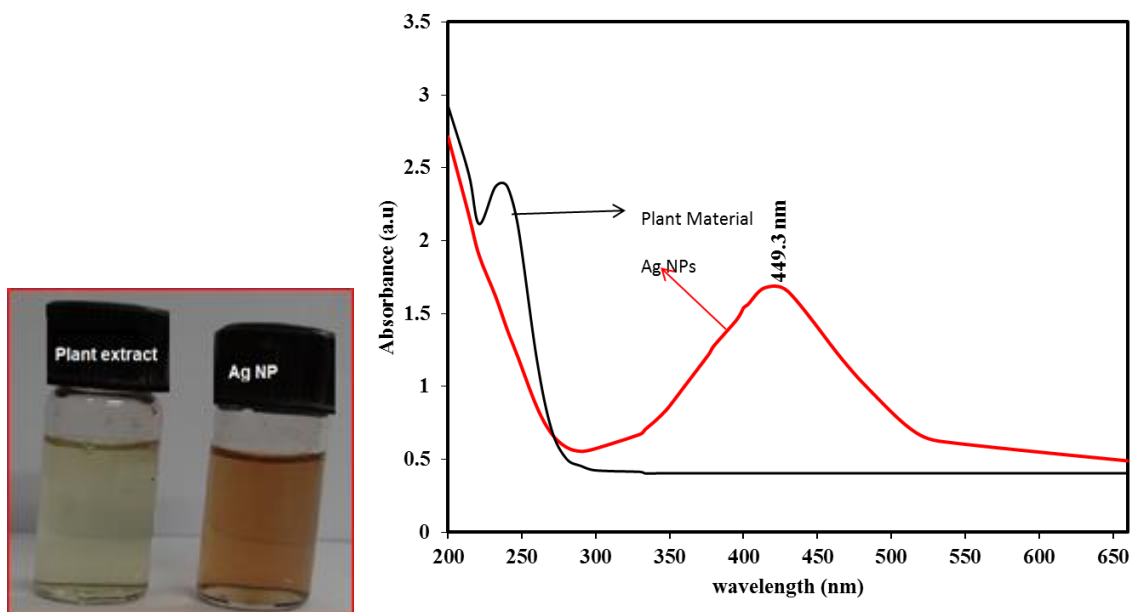 Plant extract
Ag NP
3.5
3
2.5
2
1.5
1
0.5
0
Absorbance (a.u)
Plant Material
Ag NPs
449.3 nm
200 250 300 350 400 450 500 550 600 650
wavelength (nm)